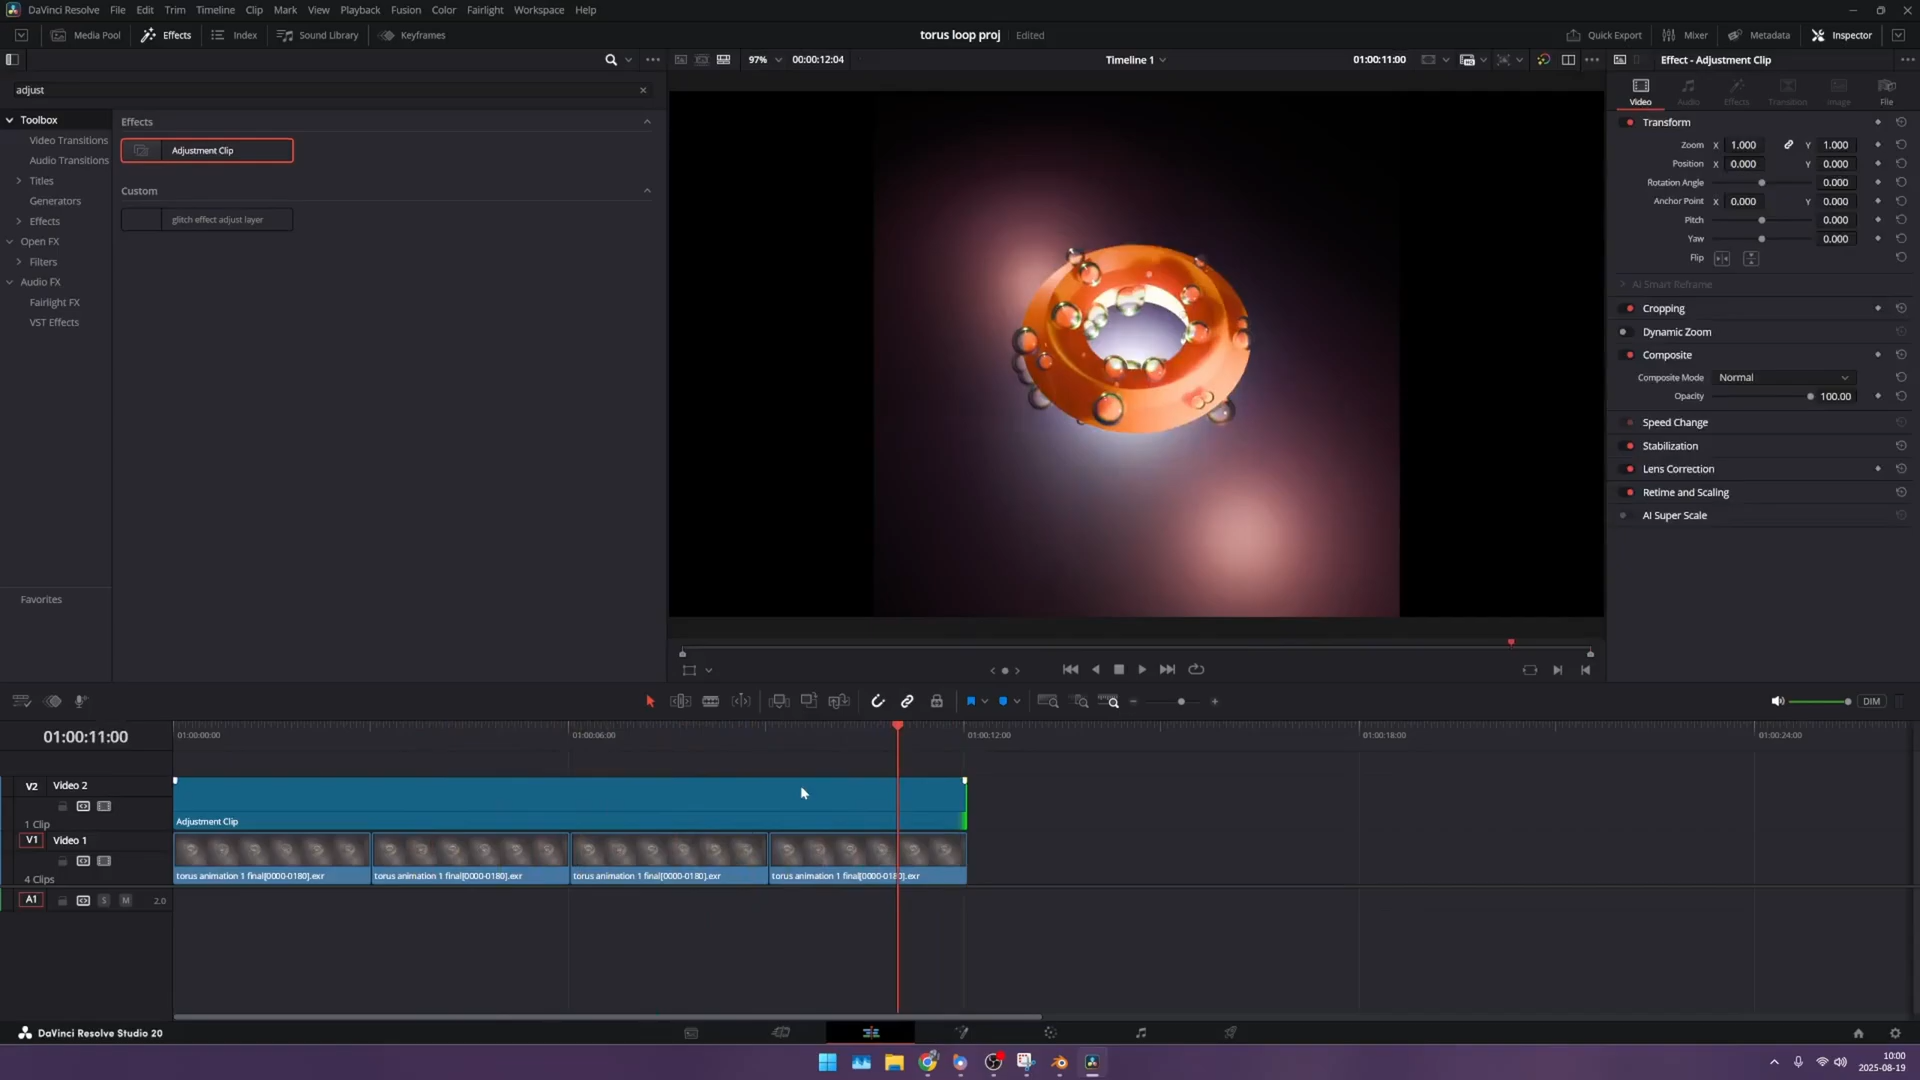 DaVinci Resolve File Edit Trim Timeline Clip Mark View Playback Fusion Color Fairlight Workspace Help
Media Pool Effects Index Sound Library Keyframes torus loop proj Edited Quick Export Mixer Metadata Inspector
97% 00:00:12:04 Timeline 1 01:00:11:00 Effect - Adjustment Clip
adjust
Video Audio Effects Transition Image File
Toolbox
Video Transitions
Audio Transitions
Titles
Generators
Effects
Open FX
Filters
Audio FX
Fairlight FX
VST Effects
Favorites
Effects
Adjustment Clip
Custom
glitch effect adjust layer
Transform
Zoom X 1.000 Y 1.000
Position X 0.000 Y 0.000
Rotation Angle 0.000
Anchor Point X 0.000 Y 0.000
Pitch 0.000
Yaw 0.000
Flip
AI Smart Reframe
Cropping
Dynamic Zoom
Composite
Composite Mode Normal
Opacity 100.00
Speed Change
Stabilization
Lens Correction
Retime and Scaling
AI Super Scale
DIM
01:00:11:00 01:00:00:00 01:00:06:00 01:00:12:00 01:00:18:00 01:00:24:00
V2 Video 2
1 Clip
Adjustment Clip
V1 Video 1
4 Clips
torus animation 1 final[0000-0180].exr torus animation 1 final[0000-0180].exr torus animation 1 final[0000-0180].exr torus animation 1 final[0000-0180].exr
A1 S M 2.0
DaVinci Resolve Studio 20
10:00
2025-08-19